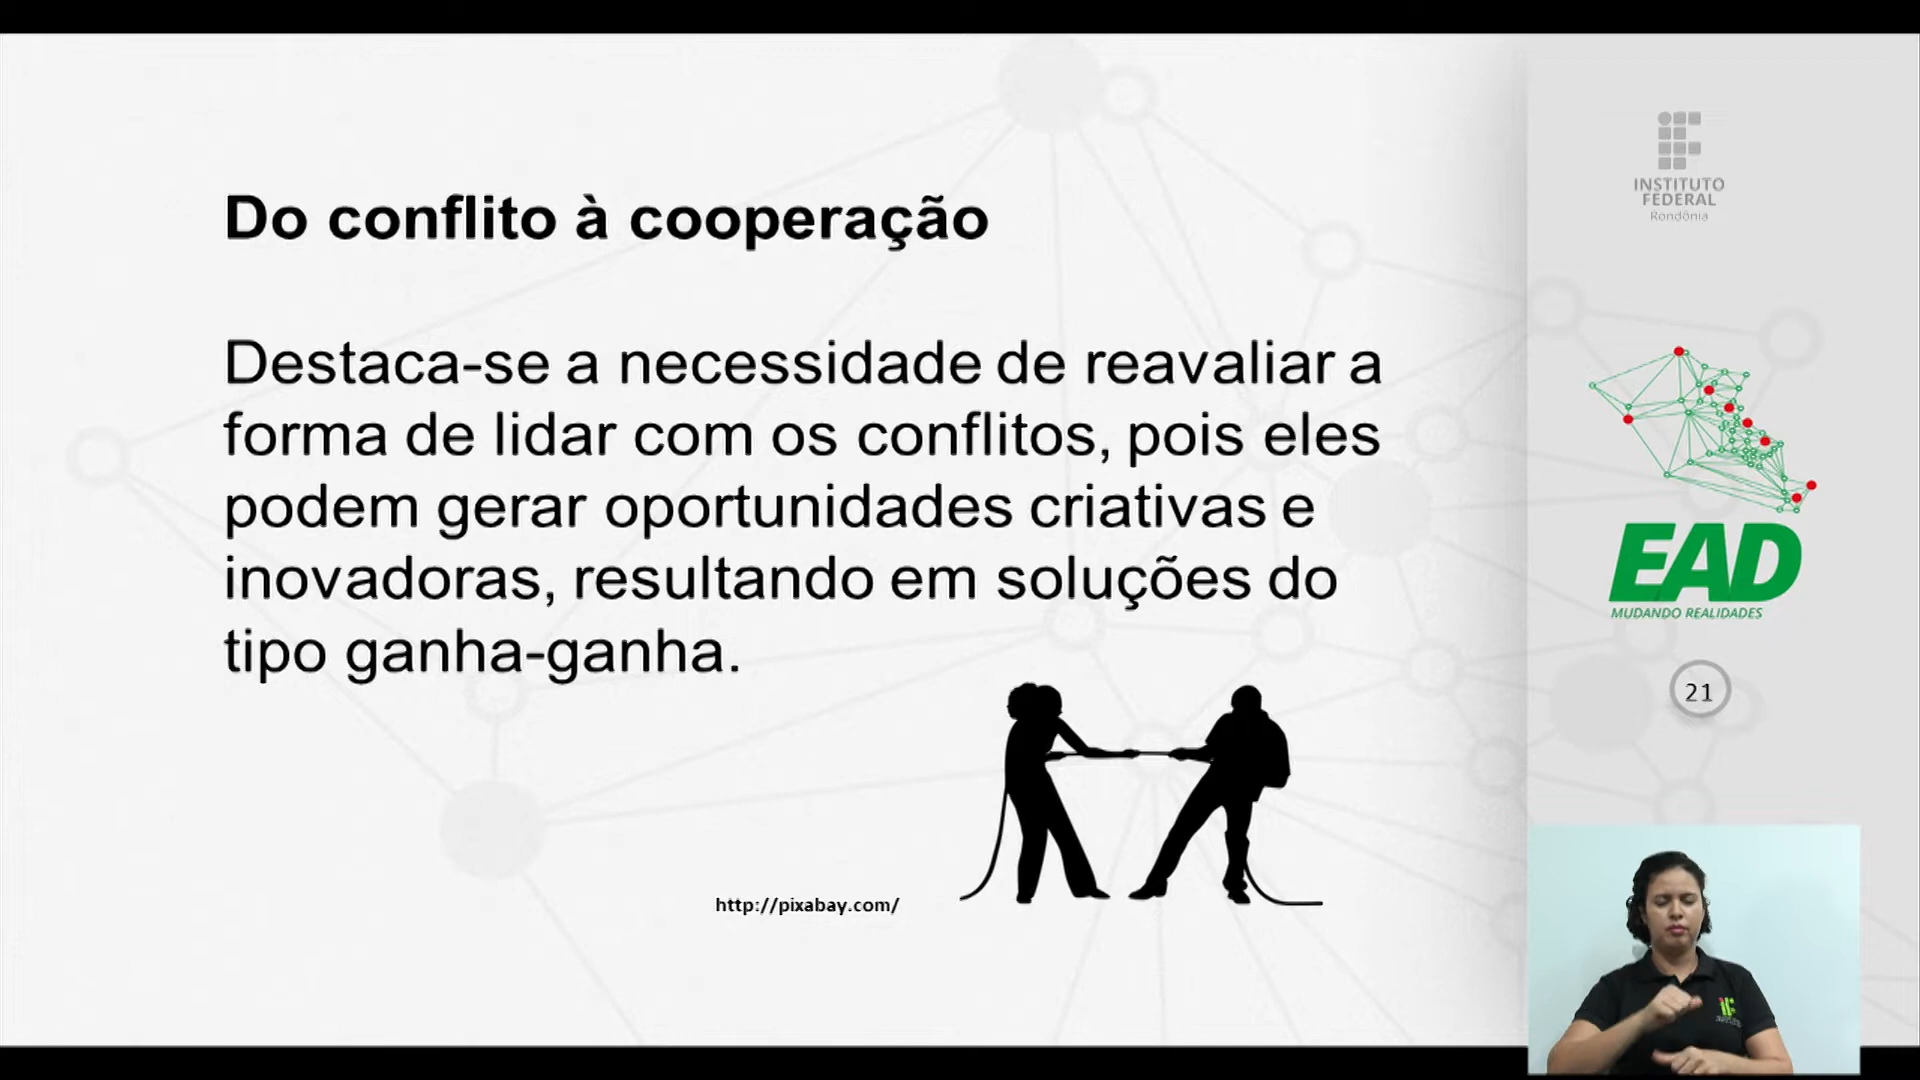 Do conflito à cooperação
Destaca-se a necessidade de reavaliar a
forma de lidar com os conflitos, pois eles
podem gerar oportunidades criativas e
inovadoras, resultando em soluções do
tipo ganha-ganha.
http://pixabay.com/
INSTITUTO
FEDERAL
Rondônia
EAD
MUDANDO REALIDADES
21